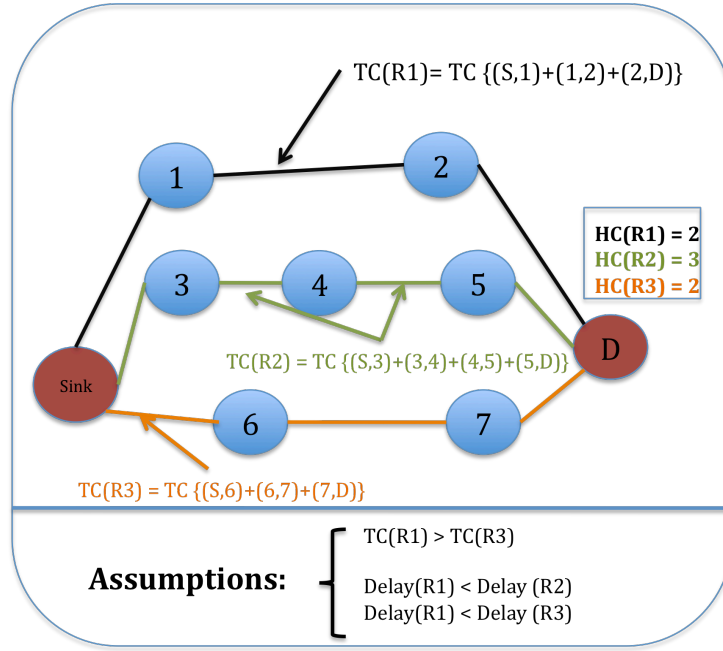 TC(R1)= TC {(S,1)+(1,2)+(2,D)}
1
2
HC(R1) = 2
HC(R2) = 3
HC(R3) = 2
3
4
5
D
TC(R2) = TC {(S,3)+(3,4)+(4,5)+(5,D)}
Sink
6
7
TC(R3) = TC {(S,6)+(6,7)+(7,D)}
Assumptions:
TC(R1) > TC(R3)
Delay(R1) < Delay (R2)
Delay(R1) < Delay (R3)